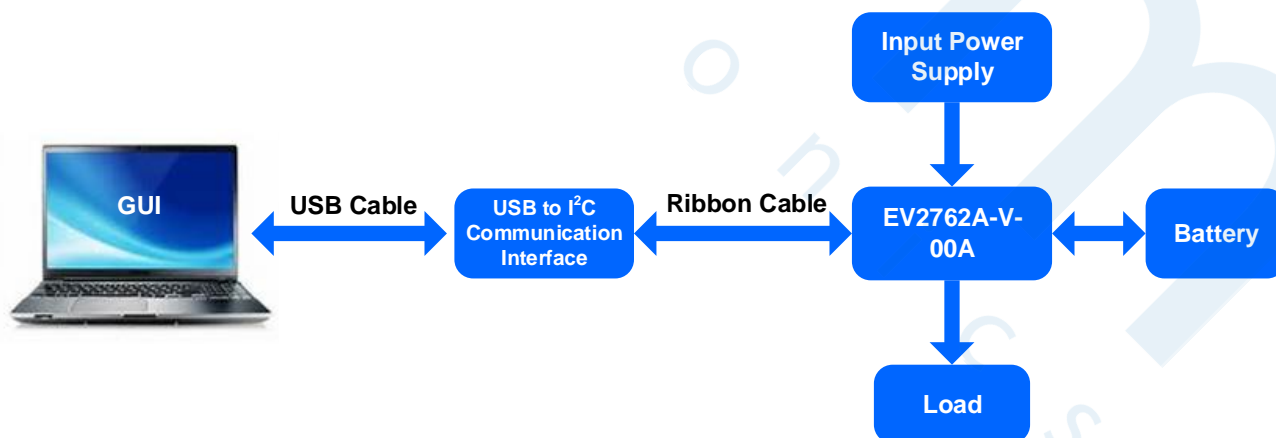 Input Power
Supply
GUI
USB Cable
USB to I²C
Communication
Interface
Ribbon Cable
EV2762A-V-
00A
Battery
Load